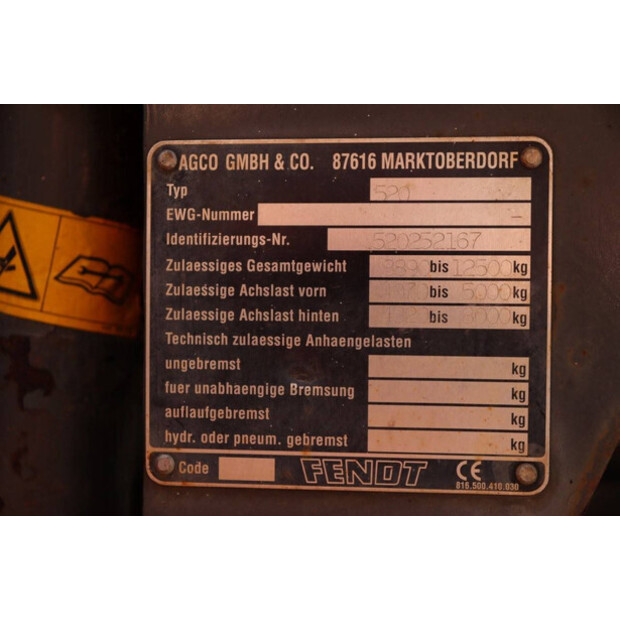 AGCO GMBH & CO. 87616 MARKTOBERDORF
Typ 520
EWG-Nummer -
Identifizierungs-Nr. 520252167
Zulaessiges Gesamtgewicht bis 12500 kg
Zulaessige Achslast vorn bis 5000 kg
Zulaessige Achslast hinten bis kg
Technisch zulaessige Anhaengelasten
ungebremst kg
fuer unabhaengige Bremsung kg
auflaufgebremst kg
hydr. oder pneum. gebremst kg
Code FENDT CE
816.500.410.030